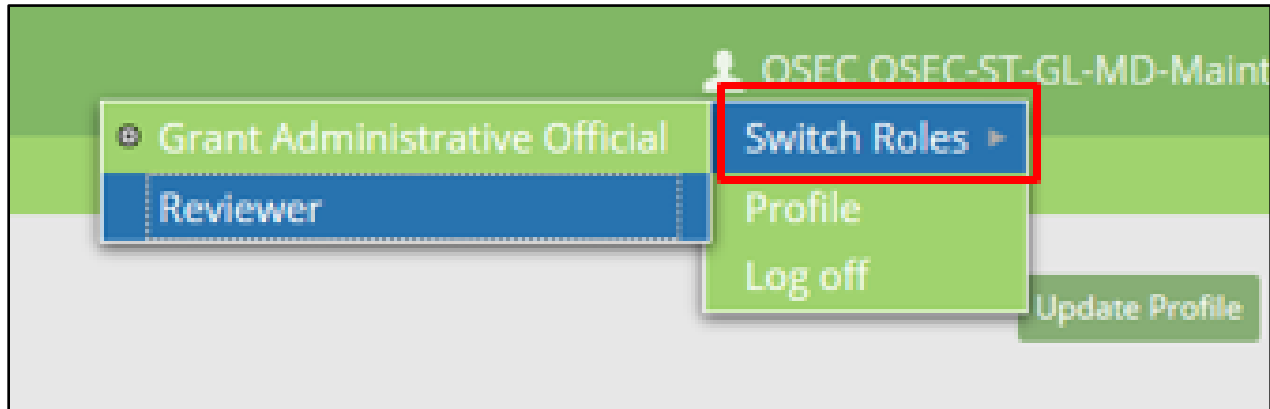 OSEC OSEC-ST-GL-MD-Maint
Grant Administrative Official
Switch Roles
Reviewer
Profile
Log off
Update Profile